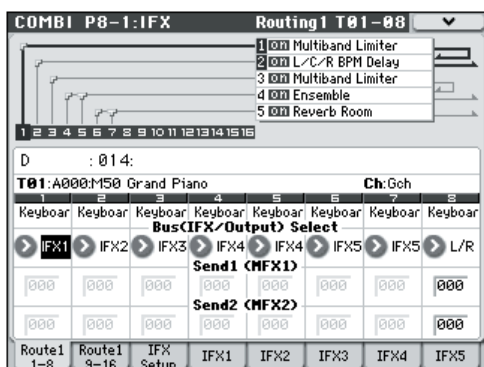 COMBI P8-1:IFX Routing1 T01-08
1 on Multiband Limiter
2 on L/C/R BPM Delay
3 on Multiband Limiter
4 on Ensemble
5 on Reverb Room
1 2 3 4 5 6 7 8 9 10 11 12 13 14 15 16
D :014:
T01:A000:M50 Grand Piano Ch:Gch
1 2 3 4 5 6 7 8
Keyboar Keyboar Keyboar Keyboar Keyboar Keyboar Keyboar Keyboar
Bus(IFX/Output) Select
IFX1 IFX2 IFX3 IFX4 IFX4 IFX5 IFX5 L/R
Send1 (MFX1)
000 000 000 000 000 000 000 000
Send2 (MFX2)
000 000 000 000 000 000 000 000
Route1 1-8 Route1 9-16 IFX Setup IFX1 IFX2 IFX3 IFX4 IFX5